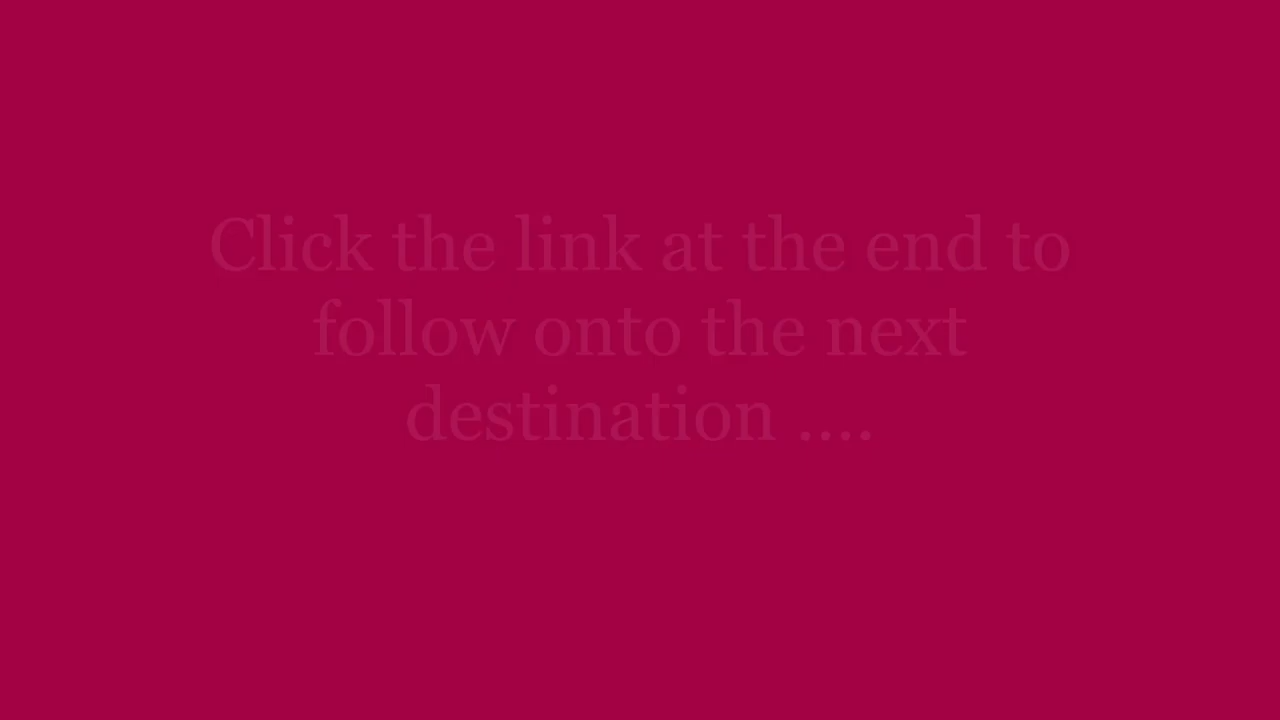 Click the link at the end to
follow onto the next
destination ....